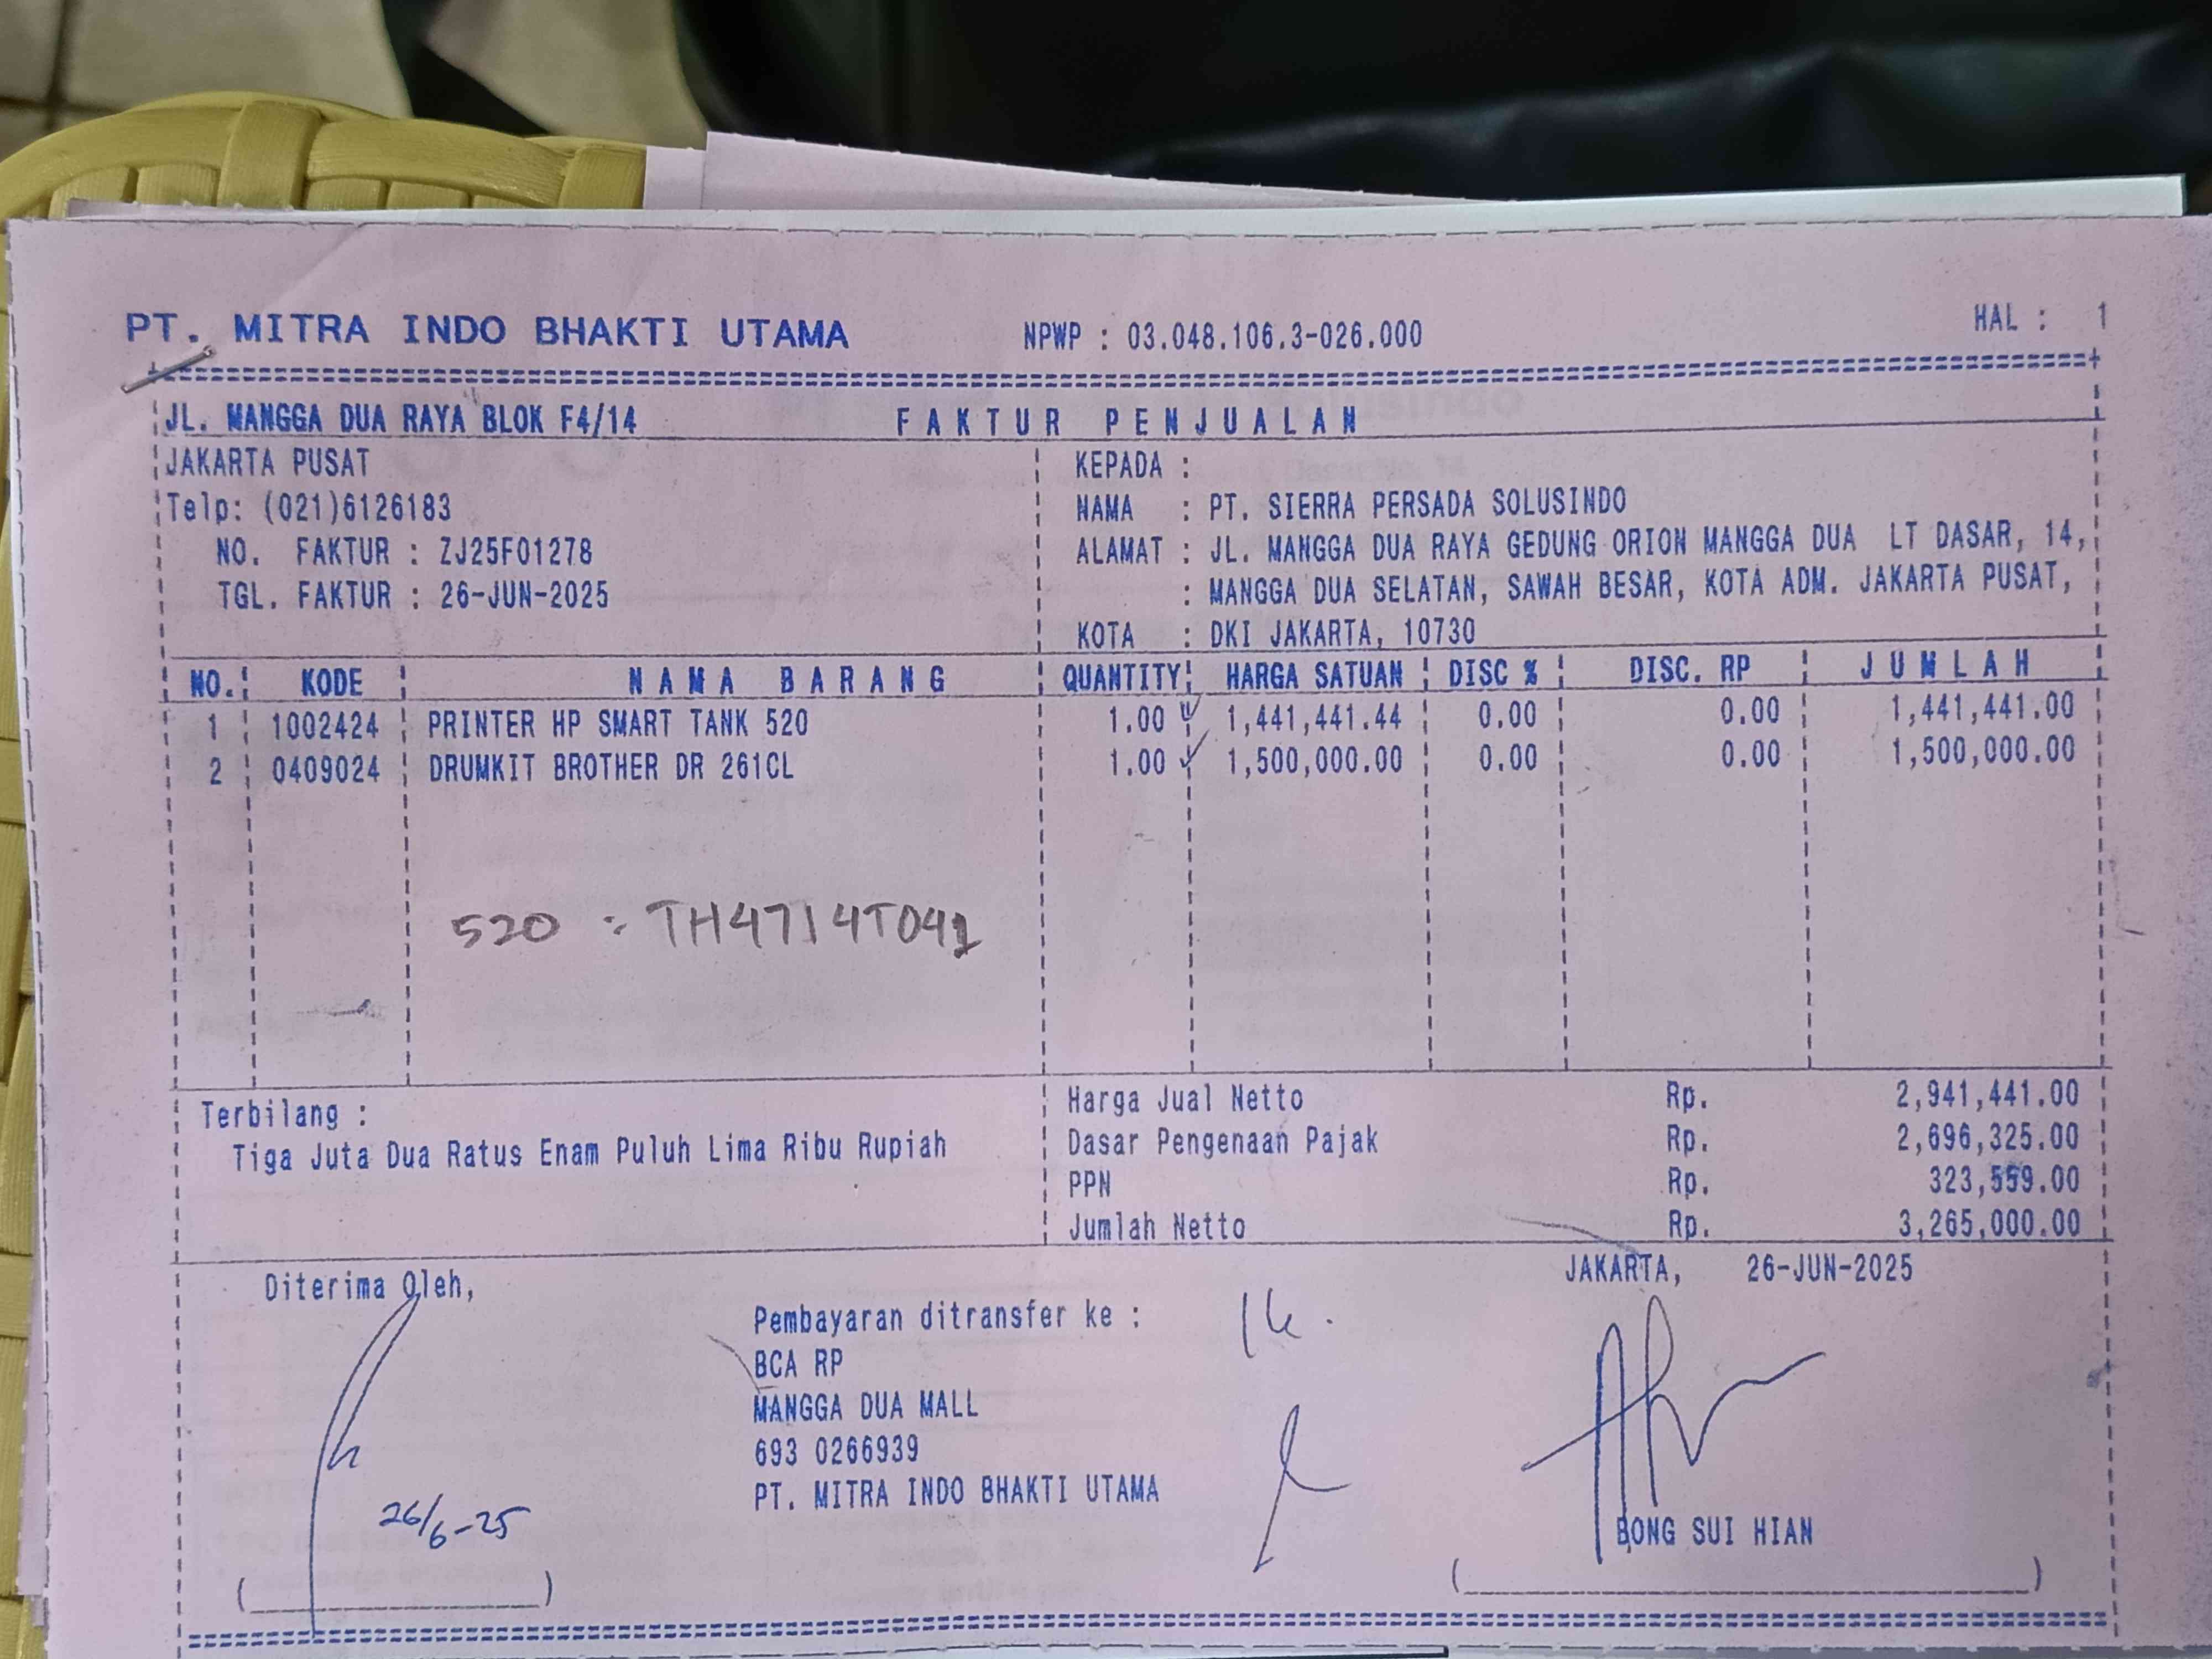 PT. MITRA INDO BHAKTI UTAMA NPWP : 03.048.106.3-026.000 HAL : 1
JL. MANGGA DUA RAYA BLOK F4/14 FAKTUR PENJUALAN
JAKARTA PUSAT KEPADA :
Telp: (021)6126183 NAMA : PT. SIERRA PERSADA SOLUSINDO
NO. FAKTUR : ZJ25F01278 ALAMAT : JL. MANGGA DUA RAYA GEDUNG ORION MANGGA DUA LT DASAR, 14,
TGL. FAKTUR : 26-JUN-2025 : MANGGA DUA SELATAN, SAWAH BESAR, KOTA ADM. JAKARTA PUSAT,
KOTA : DKI JAKARTA, 10730
NO. KODE NAMA BARANG QUANTITY HARGA SATUAN DISC % DISC. RP JUMLAH
1 1002424 PRINTER HP SMART TANK 520 1.00 1,441,441.44 0.00 0.00 1,441,441.00
2 0409024 DRUMKIT BROTHER DR 261CL 1.00 1,500,000.00 0.00 0.00 1,500,000.00
520 : TH4714T041
Terbilang : Harga Jual Netto Rp. 2,941,441.00
Tiga Juta Dua Ratus Enam Puluh Lima Ribu Rupiah Dasar Pengenaan Pajak Rp. 2,696,325.00
PPN Rp. 323,559.00
Jumlah Netto Rp. 3,265,000.00
Diterima Oleh, JAKARTA, 26-JUN-2025
Pembayaran ditransfer ke :
BCA RP
MANGGA DUA MALL
693 0266939
PT. MITRA INDO BHAKTI UTAMA
26/6-25
BONG SUI HIAN